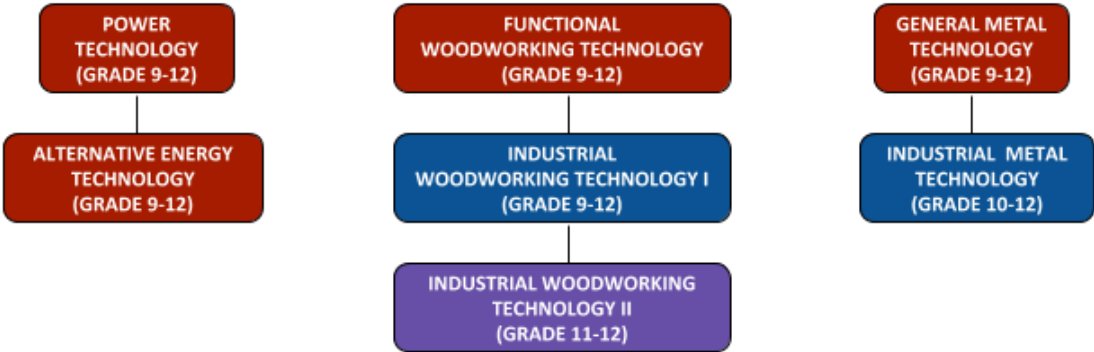 POWER
TECHNOLOGY
(GRADE 9-12)
FUNCTIONAL
WOODWORKING TECHNOLOGY
(GRADE 9-12)
GENERAL METAL
TECHNOLOGY
(GRADE 9-12)
ALTERNATIVE ENERGY
TECHNOLOGY
(GRADE 9-12)
INDUSTRIAL
WOODWORKING TECHNOLOGY I
(GRADE 9-12)
INDUSTRIAL METAL
TECHNOLOGY
(GRADE 10-12)
INDUSTRIAL WOODWORKING
TECHNOLOGY II
(GRADE 11-12)